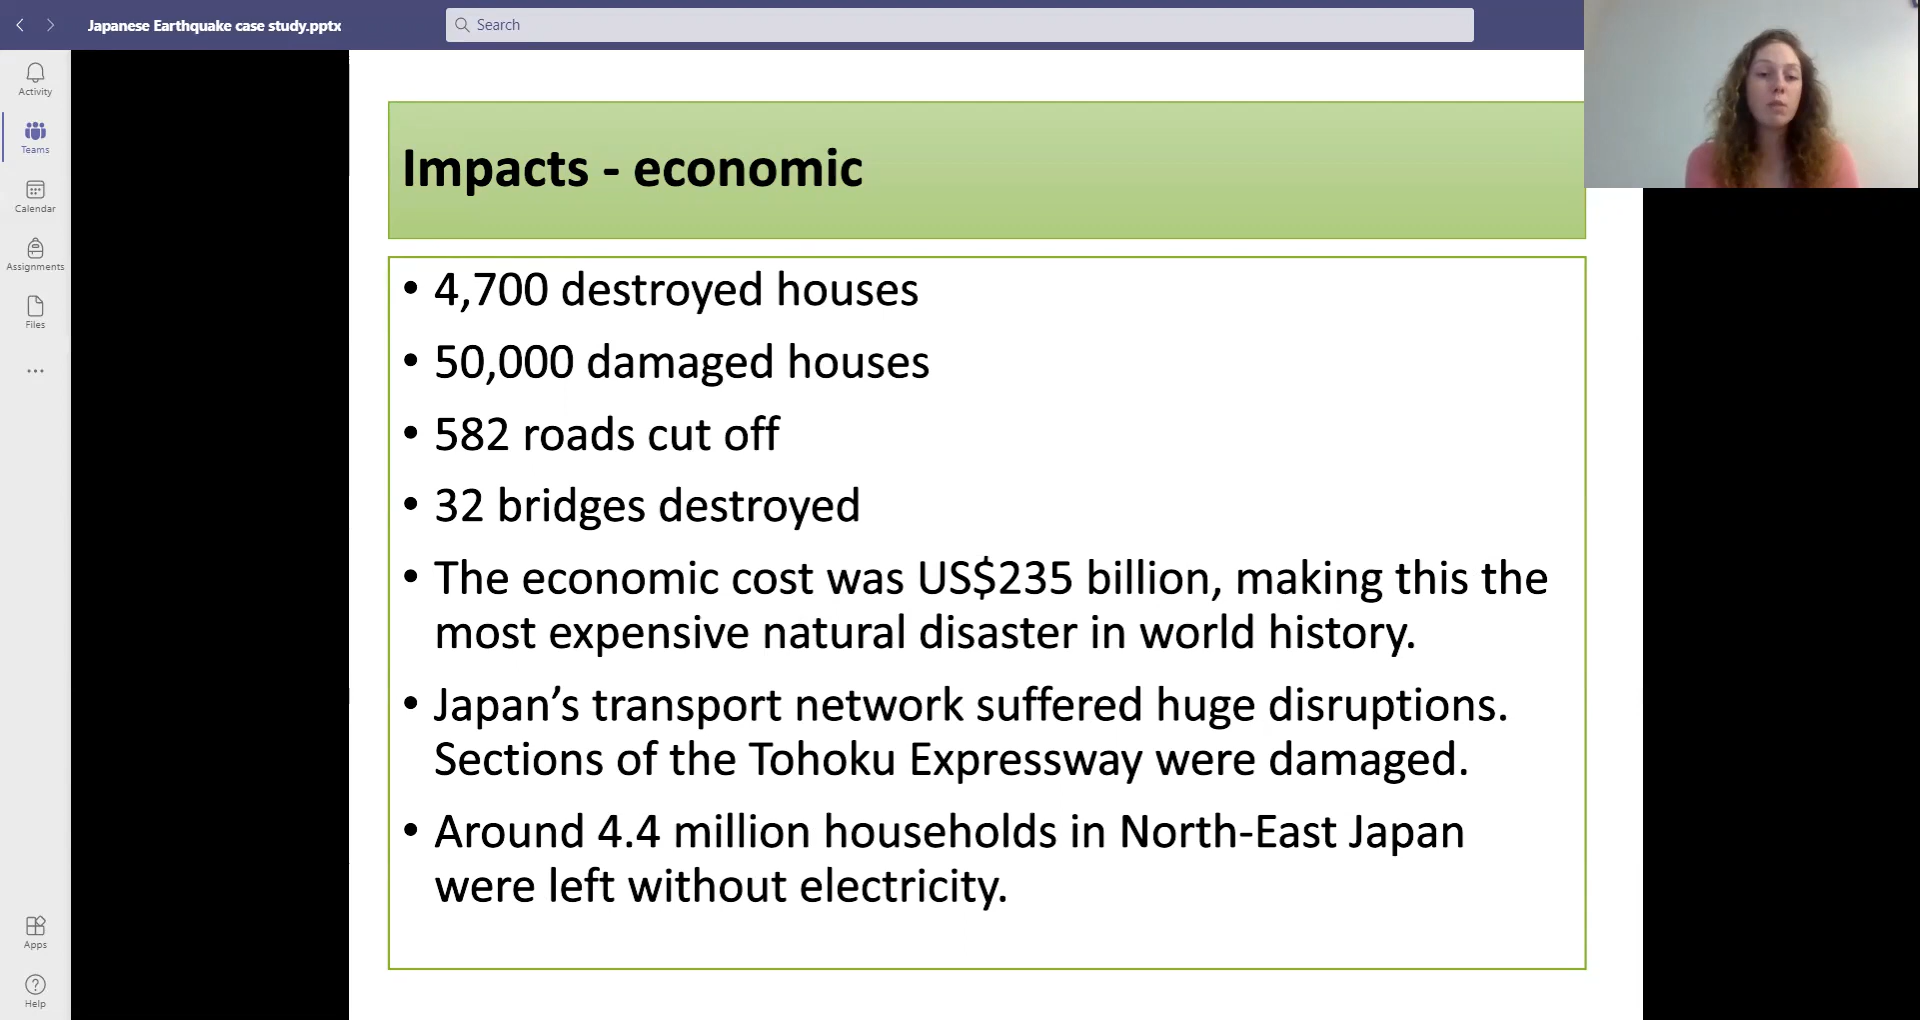 Japanese Earthquake case study.pptx
Search
Activity
Teams
Calendar
Assignments
Files
Apps
Help
Impacts - economic
• 4,700 destroyed houses
• 50,000 damaged houses
• 582 roads cut off
• 32 bridges destroyed
• The economic cost was US$235 billion, making this the
most expensive natural disaster in world history.
• Japan’s transport network suffered huge disruptions.
Sections of the Tohoku Expressway were damaged.
• Around 4.4 million households in North-East Japan
were left without electricity.